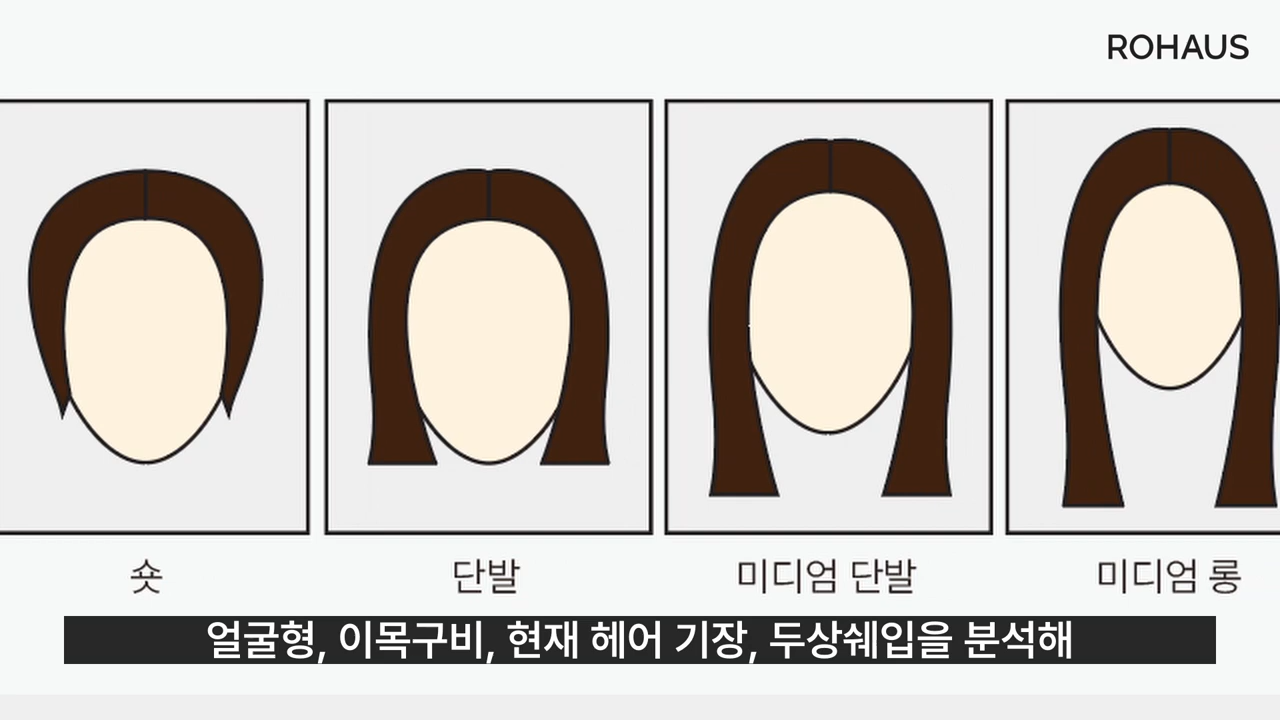 ROHAUS
숏
단발
미디엄 단발
미디엄 롱
얼굴형, 이목구비, 현재 헤어 기장, 두상쉐입을 분석해